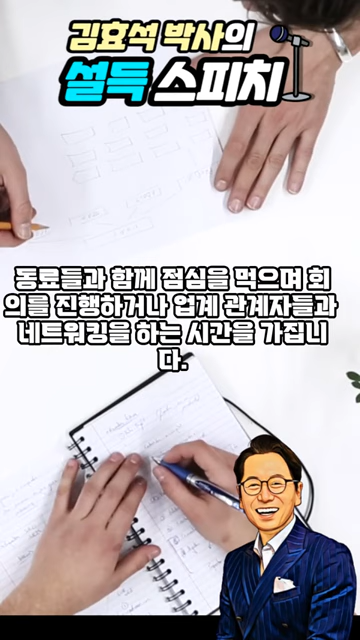 김효석 박사의
설득 스피치
동료들과 함께 점심을 먹으며 회
의를 진행하거나 업계 관계자들과
네트워킹을 하는 시간을 가집니
다.